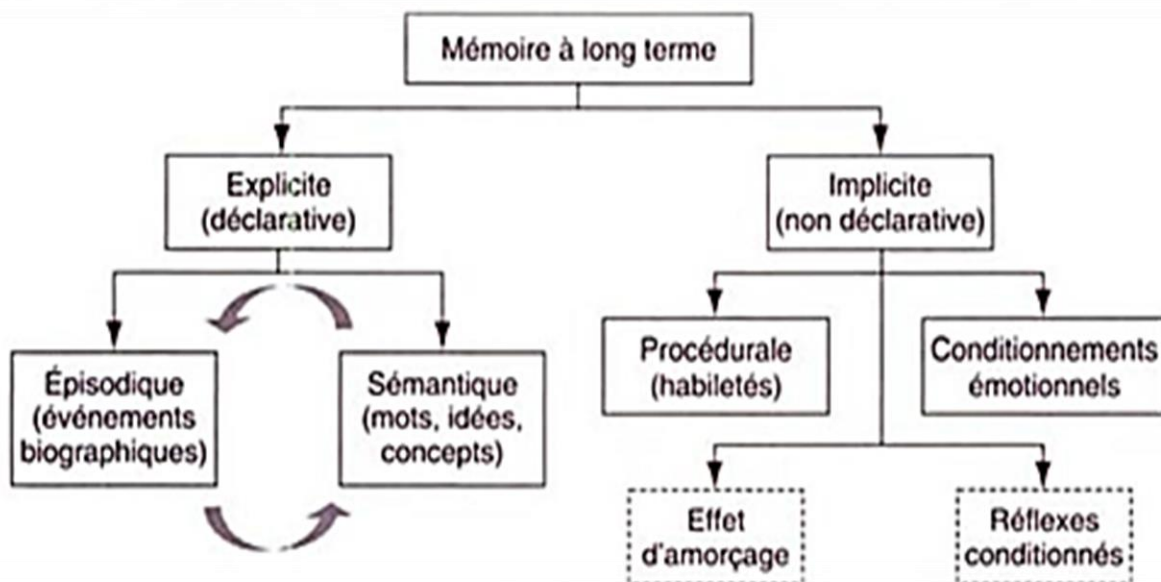 Mémoire à long terme
Explicite
(déclarative)
Implicite
(non déclarative)
Épisodique
(événements
biographiques)
Sémantique
(mots, idées,
concepts)
Procédurale
(habiletés)
Conditionnements
émotionnels
Effet
d'amorçage
Réflexes
conditionnés